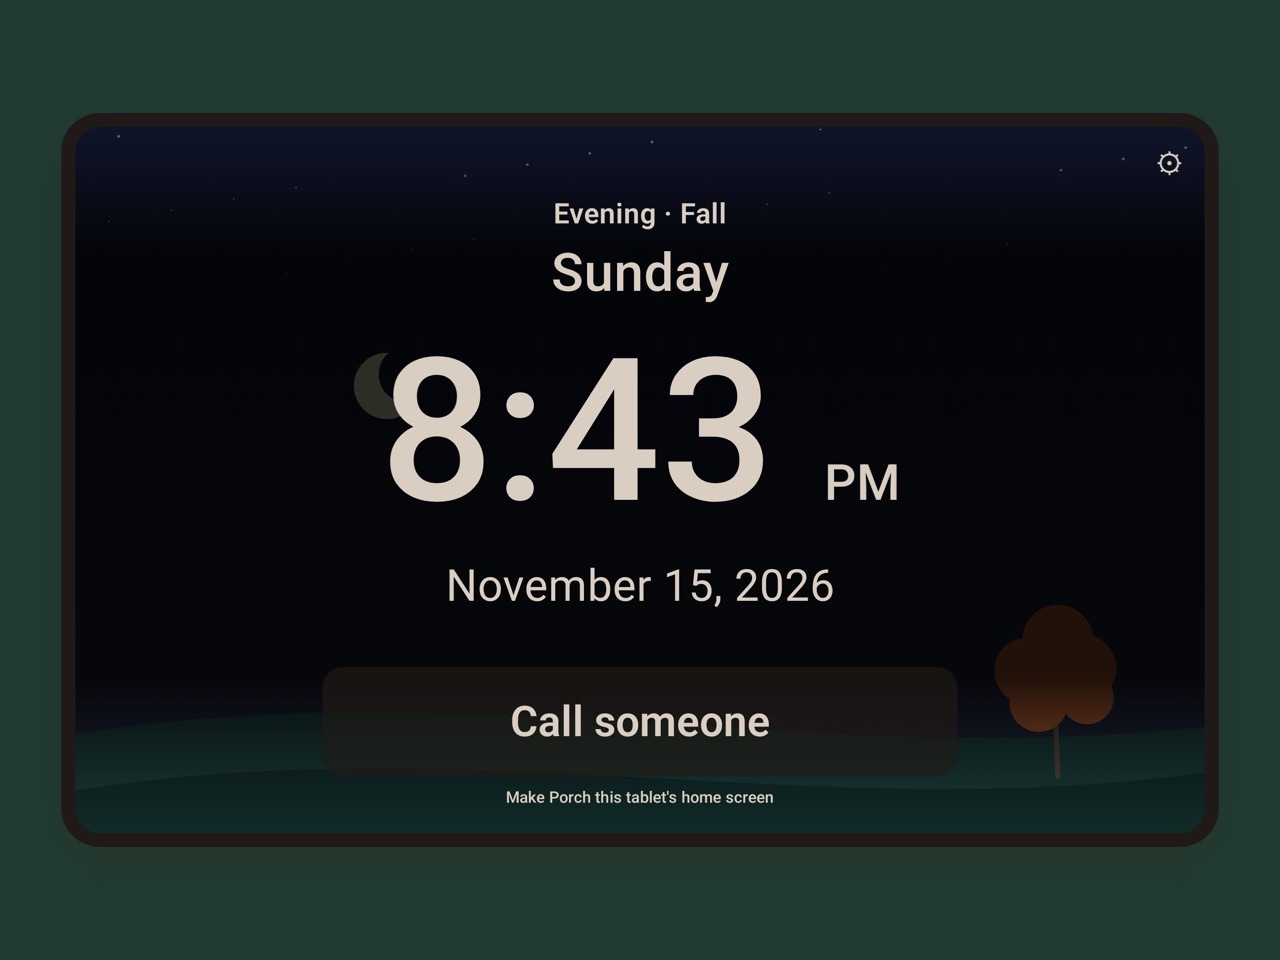 Evening · Fall
Sunday
8:43 PM
November 15, 2026
Call someone
Make Porch this tablet's home screen